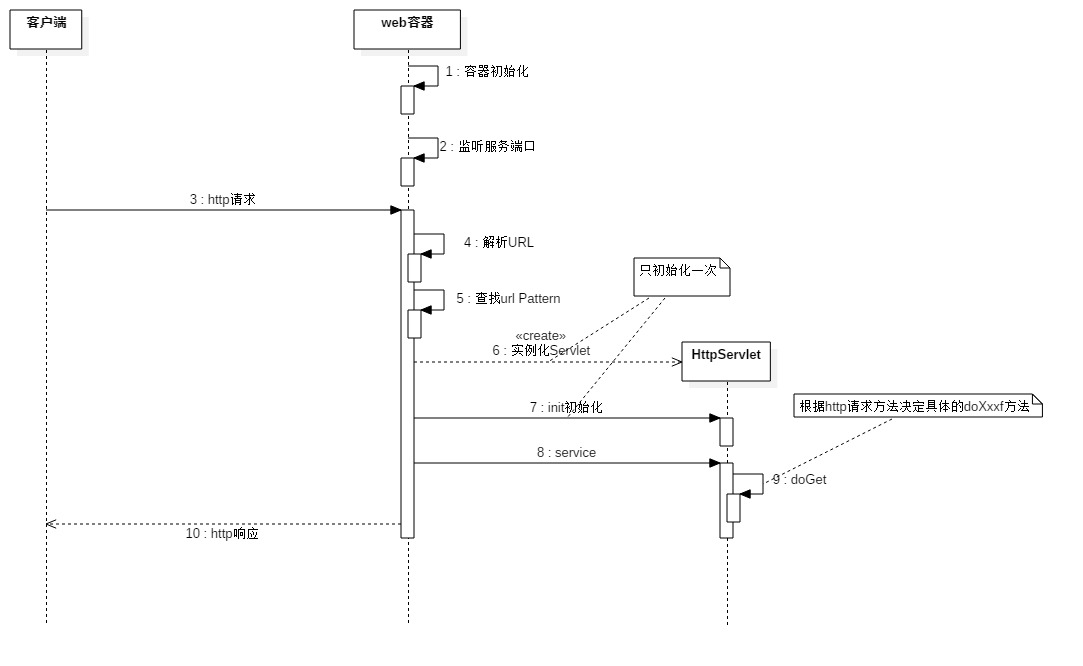 客户端
web容器
1 : 容器初始化
2 : 监听服务端口
3 : http请求
4 : 解析URL
只初始化一次
5 : 查找url Pattern
«create»
6 : 实例化Servlet
HttpServlet
7 : init初始化
根据http请求方法决定具体的doXxxf方法
8 : service
9 : doGet
10 : http响应